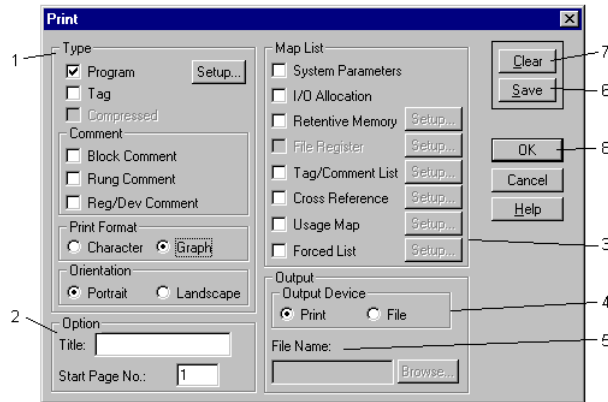 Print
1
Type
Program
Setup...
Tag
Compressed
Comment
Block Comment
Rung Comment
Reg/Dev Comment
Print Format
Character
Graph
Orientation
Portrait
Landscape
2
Option
Title:
Start Page No.:
1
Map List
System Parameters
I/O Allocation
Retentive Memory
Setup...
File Register
Setup...
Tag/Comment List
Setup...
Cross Reference
Setup...
Usage Map
Setup...
Forced List
Setup...
3
Output
Output Device
Print
File
4
File Name:
5
Browse...
Clear
7
Save
6
OK
8
Cancel
Help